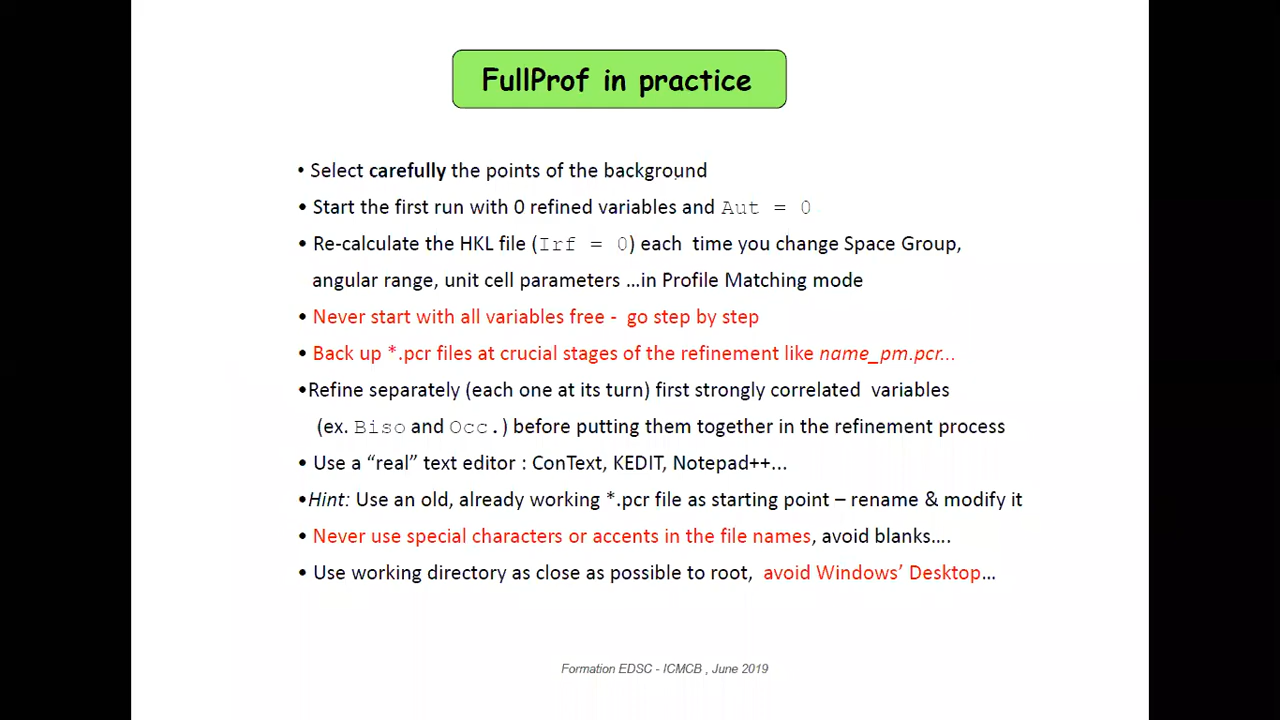 FullProf in practice
• Select carefully the points of the background
• Start the first run with 0 refined variables and Aut = 0
• Re-calculate the HKL file (Irf = 0) each time you change Space Group,
angular range, unit cell parameters ...in Profile Matching mode
• Never start with all variables free - go step by step
• Back up *.pcr files at crucial stages of the refinement like name_pm.pcr...
•Refine separately (each one at its turn) first strongly correlated variables
(ex. Biso and Occ.) before putting them together in the refinement process
• Use a “real” text editor : ConText, KEDIT, Notepad++...
•Hint: Use an old, already working *.pcr file as starting point – rename & modify it
• Never use special characters or accents in the file names, avoid blanks....
• Use working directory as close as possible to root, avoid Windows’ Desktop...
Formation EDSC - ICMCB , June 2019